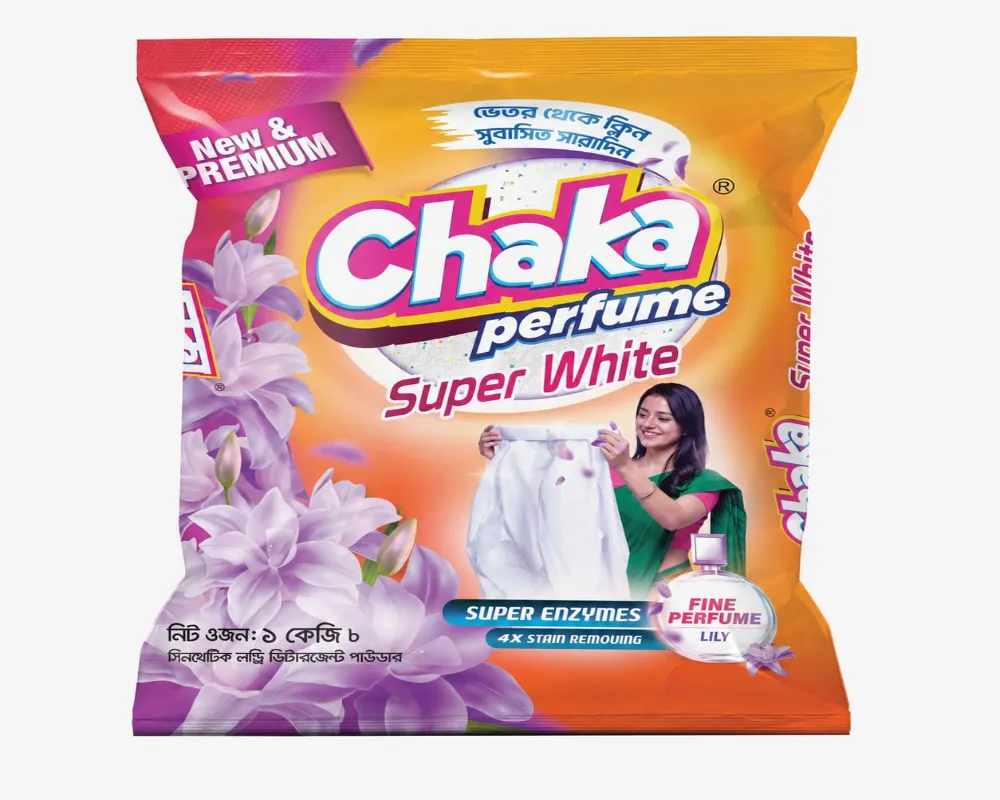 New &
PREMIUM
ভেতর থেকে ক্লিন
সুবাসিত সারাদিন
Chaka®
perfume
Super White
SUPER ENZYMES
4X STAIN REMOVING
FINE
PERFUME
LILY
নিট ওজন: ১ কেজি ৮
সিনথেটিক লন্ড্রি ডিটারজেন্ট পাউডার
Super White
Chaka®